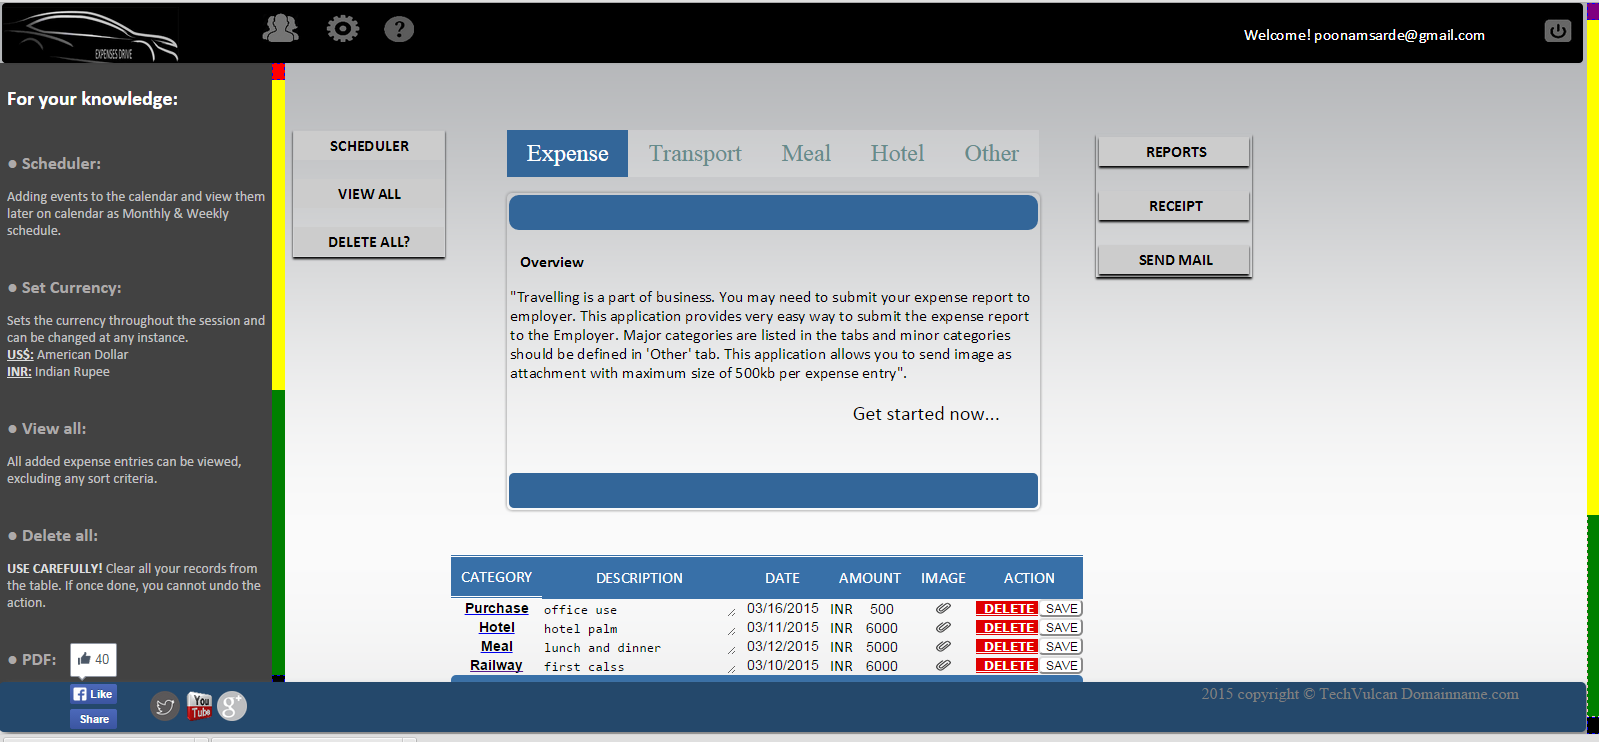 EXPENSES DRIVE
Welcome! poonamsarde@gmail.com
For your knowledge:
● Scheduler:
Adding events to the calendar and view them
later on calendar as Monthly & Weekly
schedule.
● Set Currency:
Sets the currency throughout the session and
can be changed at any instance.
US$: American Dollar
INR: Indian Rupee
● View all:
All added expense entries can be viewed,
excluding any sort criteria.
● Delete all:
USE CAREFULLY! Clear all your records from
the table. If once done, you cannot undo the
action.
● PDF:
40
Like
Share
SCHEDULER
VIEW ALL
DELETE ALL?
Expense Transport Meal Hotel Other
Overview
"Travelling is a part of business. You may need to submit your expense report to
employer. This application provides very easy way to submit the expense report
to the Employer. Major categories are listed in the tabs and minor categories
should be defined in 'Other' tab. This application allows you to send image as
attachment with maximum size of 500kb per expense entry".
Get started now...
REPORTS
RECEIPT
SEND MAIL
CATEGORY DESCRIPTION DATE AMOUNT IMAGE ACTION
Purchase office use 03/16/2015 INR 500 DELETE SAVE
Hotel hotel palm 03/11/2015 INR 6000 DELETE SAVE
Meal lunch and dinner 03/12/2015 INR 5000 DELETE SAVE
Railway first calss 03/10/2015 INR 6000 DELETE SAVE
You
Tube
g+
2015 copyright © TechVulcan Domainname.com